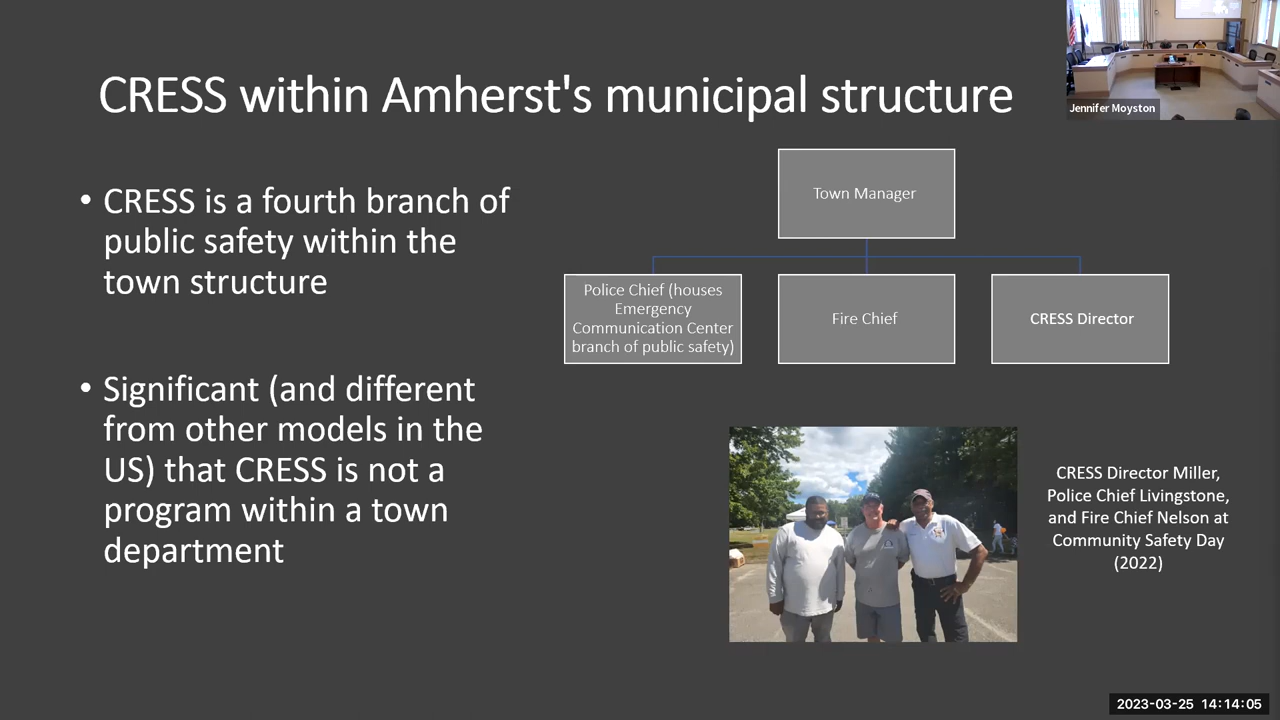 CRESS within Amherst's municipal structure
Jennifer Moyston
• CRESS is a fourth branch of
public safety within the
town structure
• Significant (and different
from other models in the
US) that CRESS is not a
program within a town
department
Town Manager
Police Chief (houses
Emergency
Communication Center
branch of public safety)
Fire Chief
CRESS Director
CRESS Director Miller,
Police Chief Livingstone,
and Fire Chief Nelson at
Community Safety Day
(2022)
2023-03-25 14:14:05